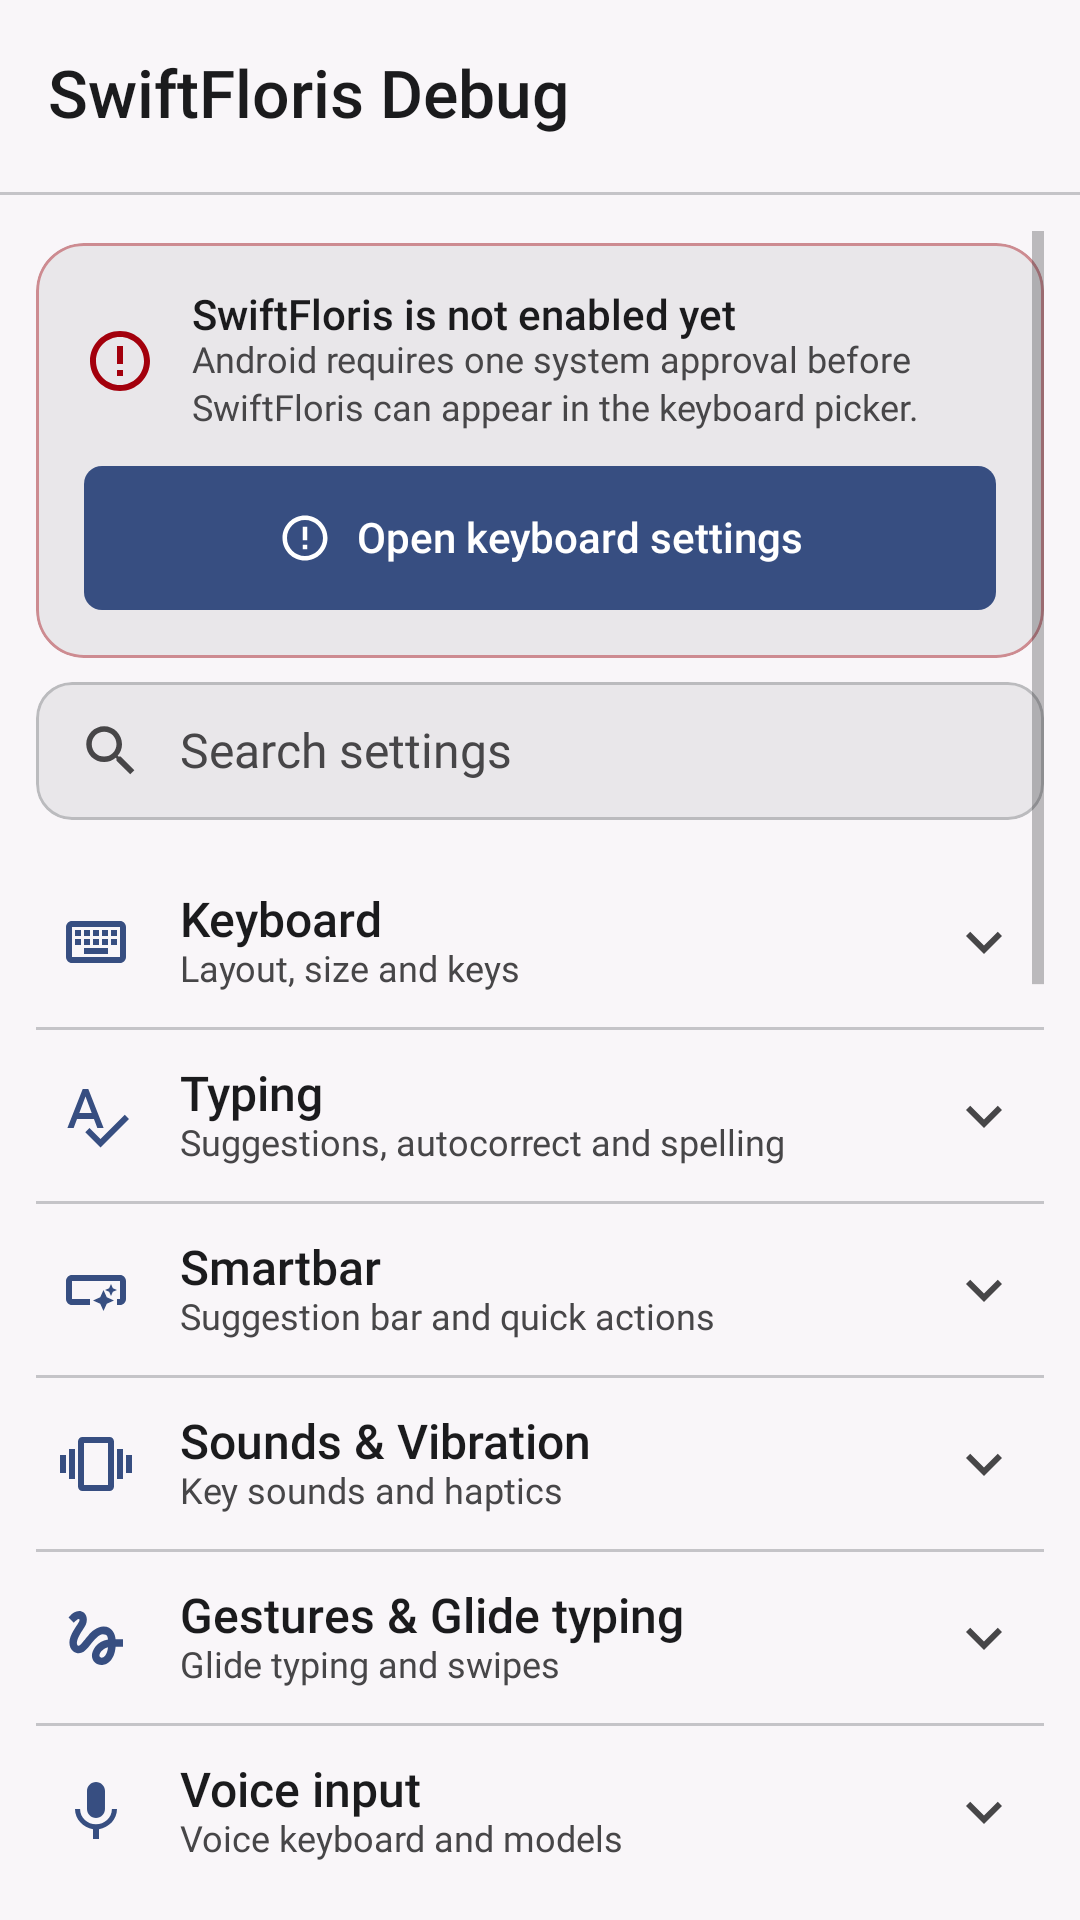 SwiftFloris Debug
SwiftFloris is not enabled yet
Android requires one system approval before
SwiftFloris can appear in the keyboard picker.
Open keyboard settings
Search settings
Keyboard
Layout, size and keys
Typing
Suggestions, autocorrect and spelling
Smartbar
Suggestion bar and quick actions
Sounds & Vibration
Key sounds and haptics
Gestures & Glide typing
Glide typing and swipes
Voice input
Voice keyboard and models